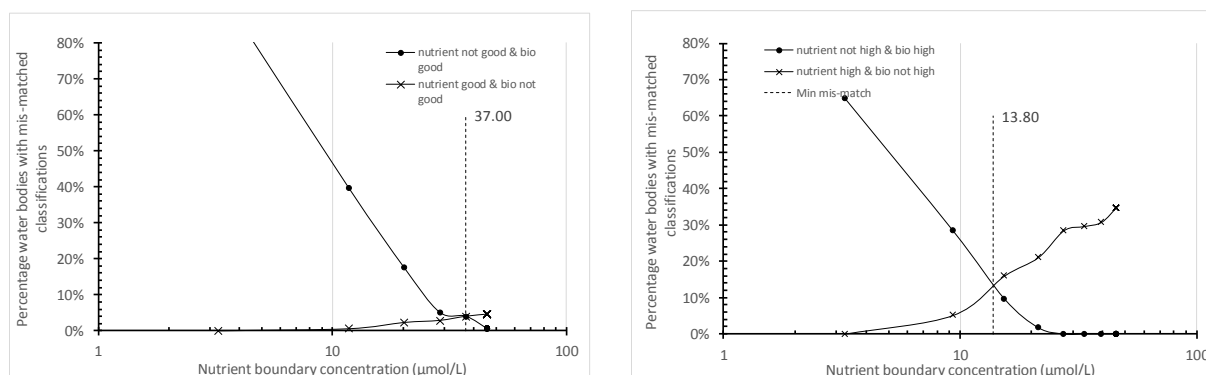 Percentage water bodies with mis-matched
classifications
80%
70%
60%
50%
40%
30%
20%
10%
0%
nutrient not good & bio
good
nutrient good & bio not
good
37.00
1
10
100
Nutrient boundary concentration (µmol/L)
Percentage water bodies with mis-matched
classifications
80%
70%
60%
50%
40%
30%
20%
10%
0%
nutrient not high & bio high
nutrient high & bio not high
Min mis-match
13.80
1
10
100
Nutrient boundary concentration (µmol/L)